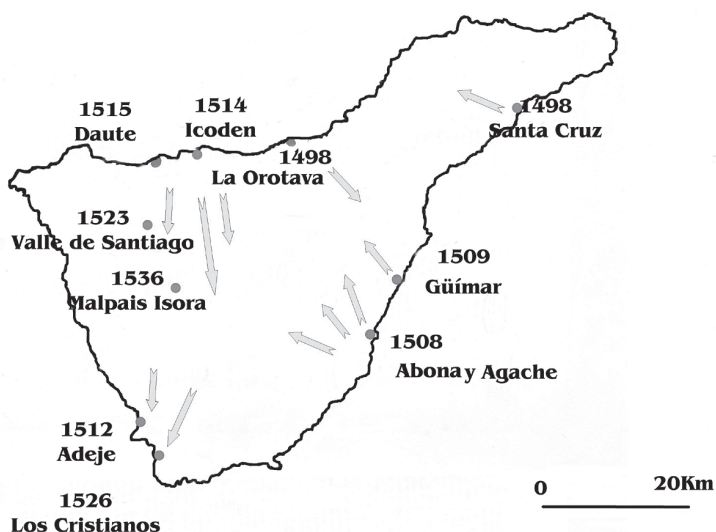 1498
Santa Cruz
1515
Daute
1514
Icoden
1498
La Orotava
1523
Valle de Santiago
1536
Malpais Isora
1509
Güímar
1508
Abona y Agache
1512
Adeje
1526
Los Cristianos
0
20Km